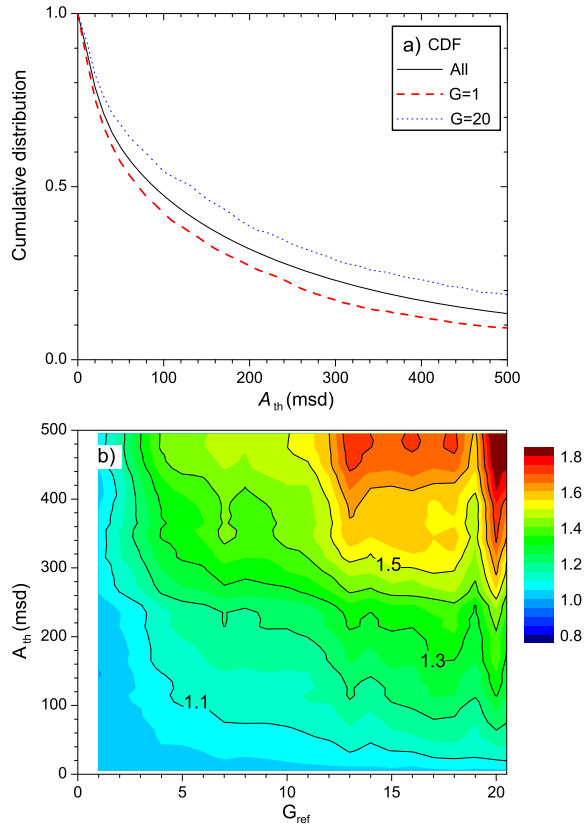 1.0
0.5
0.0
Cumulative distribution
a) CDF
All
G=1
G=20
0 100 200 300 400 500
A th (msd)
b)
500
400
300
200
100
0
A th (msd)
1.5
1.3
1.1
0 5 10 15 20
G ref
1.8
1.6
1.4
1.2
1.0
0.8